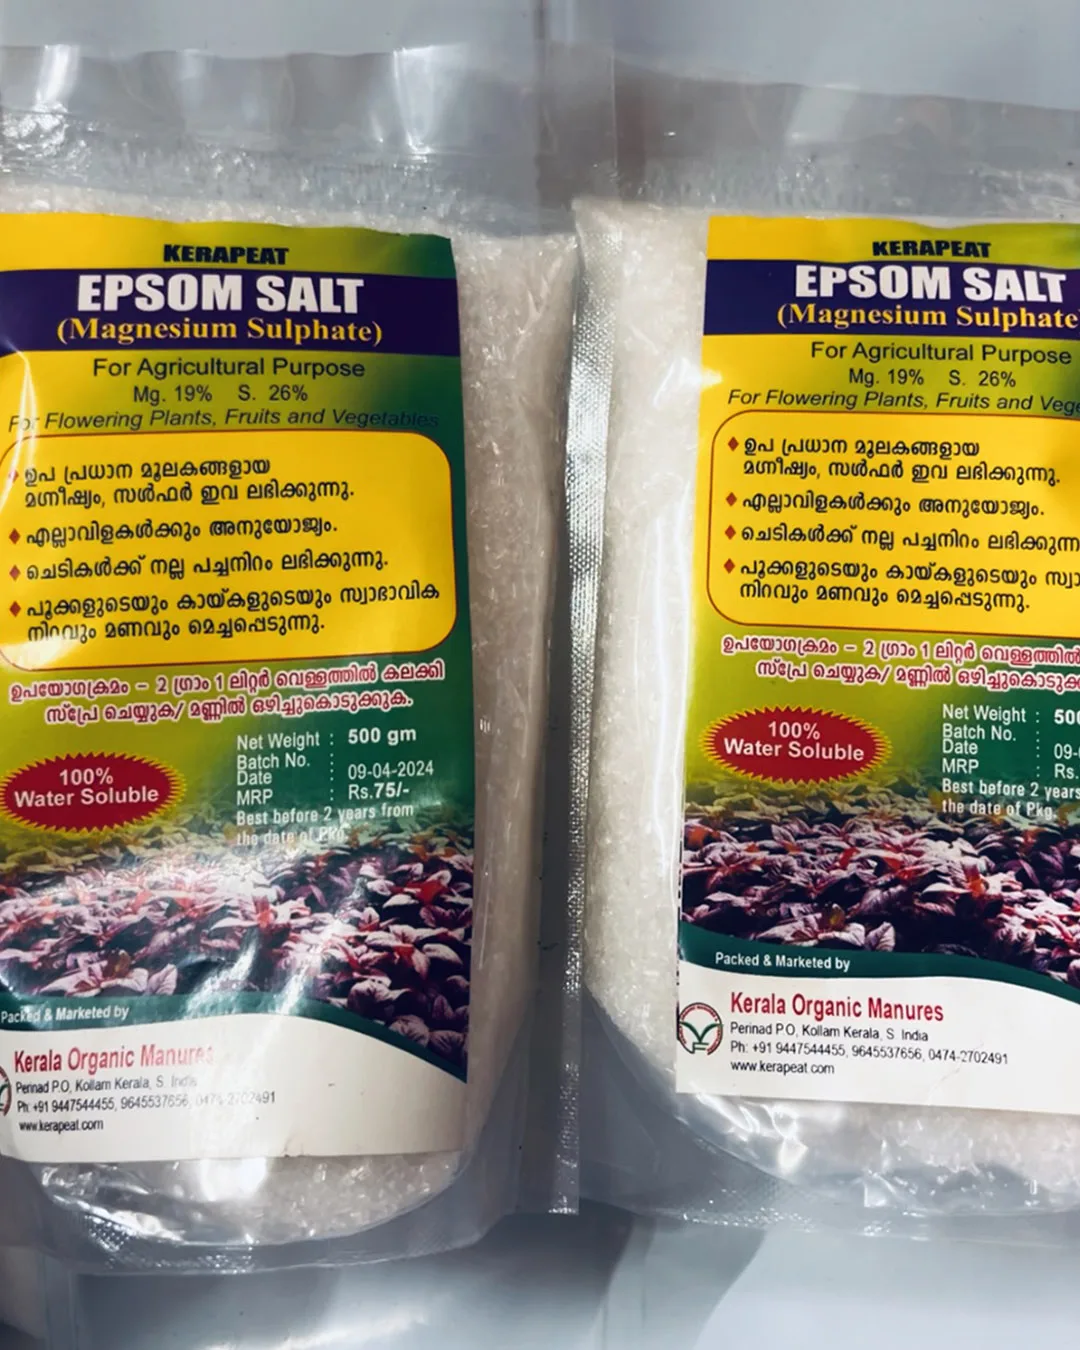 KERAPEAT
EPSOM SALT
(Magnesium Sulphate)
For Agricultural Purpose
Mg. 19% S. 26%
For Flowering Plants, Fruits and Vegetables
ഉപ പ്രധാന മൂലകങ്ങളായ
മഗ്നീഷ്യം, സൾഫർ ഇവ ലഭിക്കുന്നു.
എല്ലാവിളകൾക്കും അനുയോജ്യം.
ചെടികൾക്ക് നല്ല പച്ചനിറം ലഭിക്കുന്നു.
പൂക്കളുടെയും കായ്കളുടെയും സ്വാഭാവിക
നിറവും മണവും മെച്ചപ്പെടുന്നു.
ഉപയോഗക്രമം – 2 ഗ്രാം 1 ലിറ്റർ വെള്ളത്തിൽ കലക്കി
സ്പ്രേ ചെയ്യുക/ മണ്ണിൽ ഒഴിച്ചുകൊടുക്കുക.
100%
Water Soluble
Net Weight : 500 gm
Batch No.
Date : 09-04-2024
MRP : Rs.75/-
Best before 2 years from
the date of Pkg.
Packed & Marketed by
Kerala Organic Manures
Perinad P.O, Kollam Kerala, S. India
Ph: +91 9447544455, 9645537656, 0474-2702491
www.kerapeat.com
KERAPEAT
EPSOM SALT
(Magnesium Sulphate
For Agricultural Purpose
Mg. 19% S. 26%
For Flowering Plants, Fruits and Vege
ഉപ പ്രധാന മൂലകങ്ങളായ
മഗ്നീഷ്യം, സൾഫർ ഇവ ലഭിക്കുന്നു.
എല്ലാവിളകൾക്കും അനുയോജ്യം.
ചെടികൾക്ക് നല്ല പച്ചനിറം ലഭിക്കുന്ന
പൂക്കളുടെയും കായ്കളുടെയും സ്വാ
നിറവും മണവും മെച്ചപ്പെടുന്നു.
ഉപയോഗക്രമം – 2 ഗ്രാം 1 ലിറ്റർ വെള്ളത്തിൽ
സ്പ്രേ ചെയ്യുക/ മണ്ണിൽ ഒഴിച്ചുകൊടുക്ക
100%
Water Soluble
Net Weight : 500
Batch No. :
Date : 09-
MRP : Rs.
Best before 2 years
the date of Pkg.
Packed & Marketed by
Kerala Organic Manures
Perinad P.O, Kollam Kerala, S. India
Ph: +91 9447544455, 9645537656, 0474-2702491
www.kerapeat.com